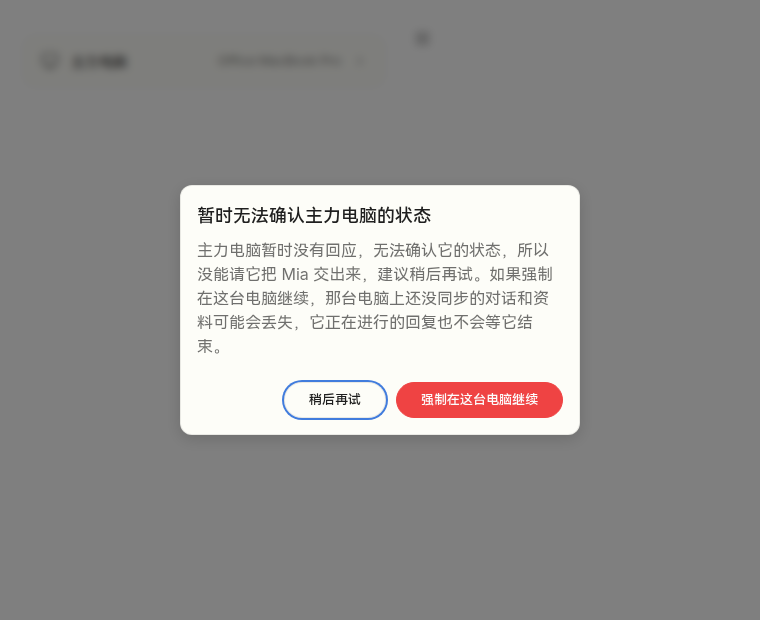 暂时无法确认主力电脑的状态
主力电脑暂时没有回应，无法确认它的状态，所以
没能请它把 Mia 交出来，建议稍后再试。如果强制
在这台电脑继续，那台电脑上还没同步的对话和资
料可能会丢失，它正在进行的回复也不会等它结
束。
稍后再试
强制在这台电脑继续